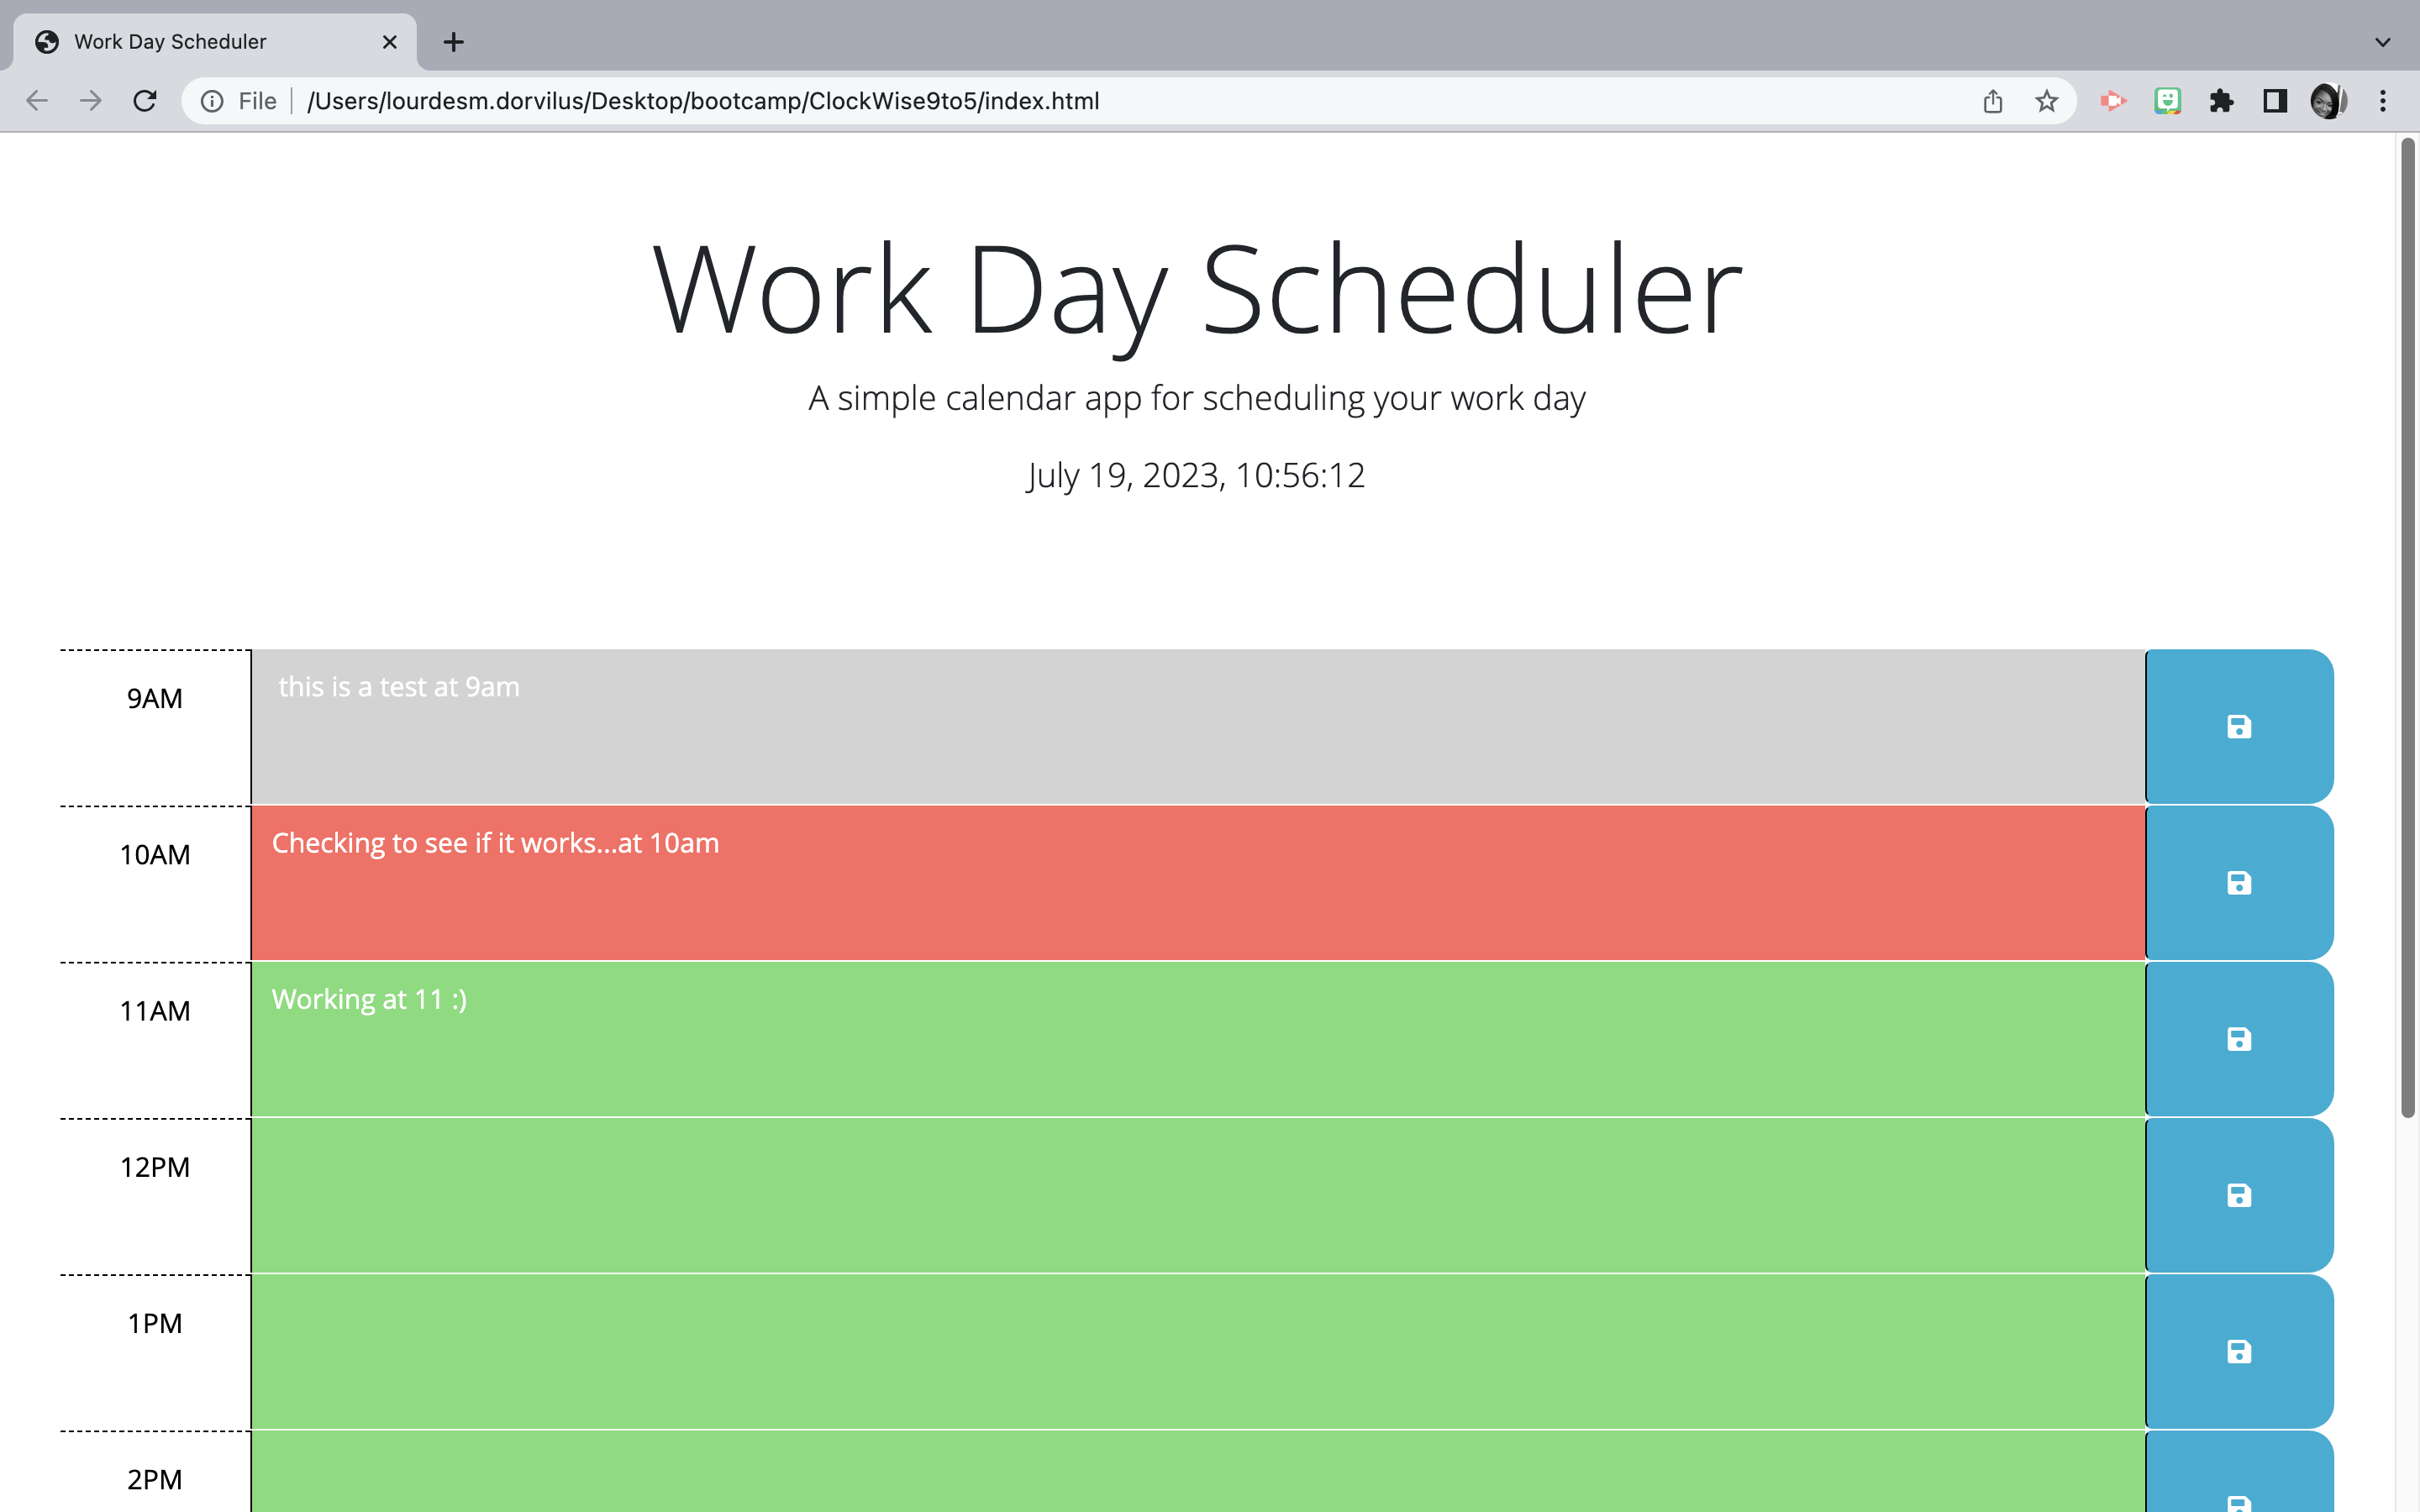 Work Day Scheduler
File /Users/lourdesm.dorvilus/Desktop/bootcamp/ClockWise9to5/index.html
Work Day Scheduler
A simple calendar app for scheduling your work day
July 19, 2023, 10:56:12
9AM this is a test at 9am
10AM Checking to see if it works...at 10am
11AM Working at 11 :)
12PM
1PM
2PM